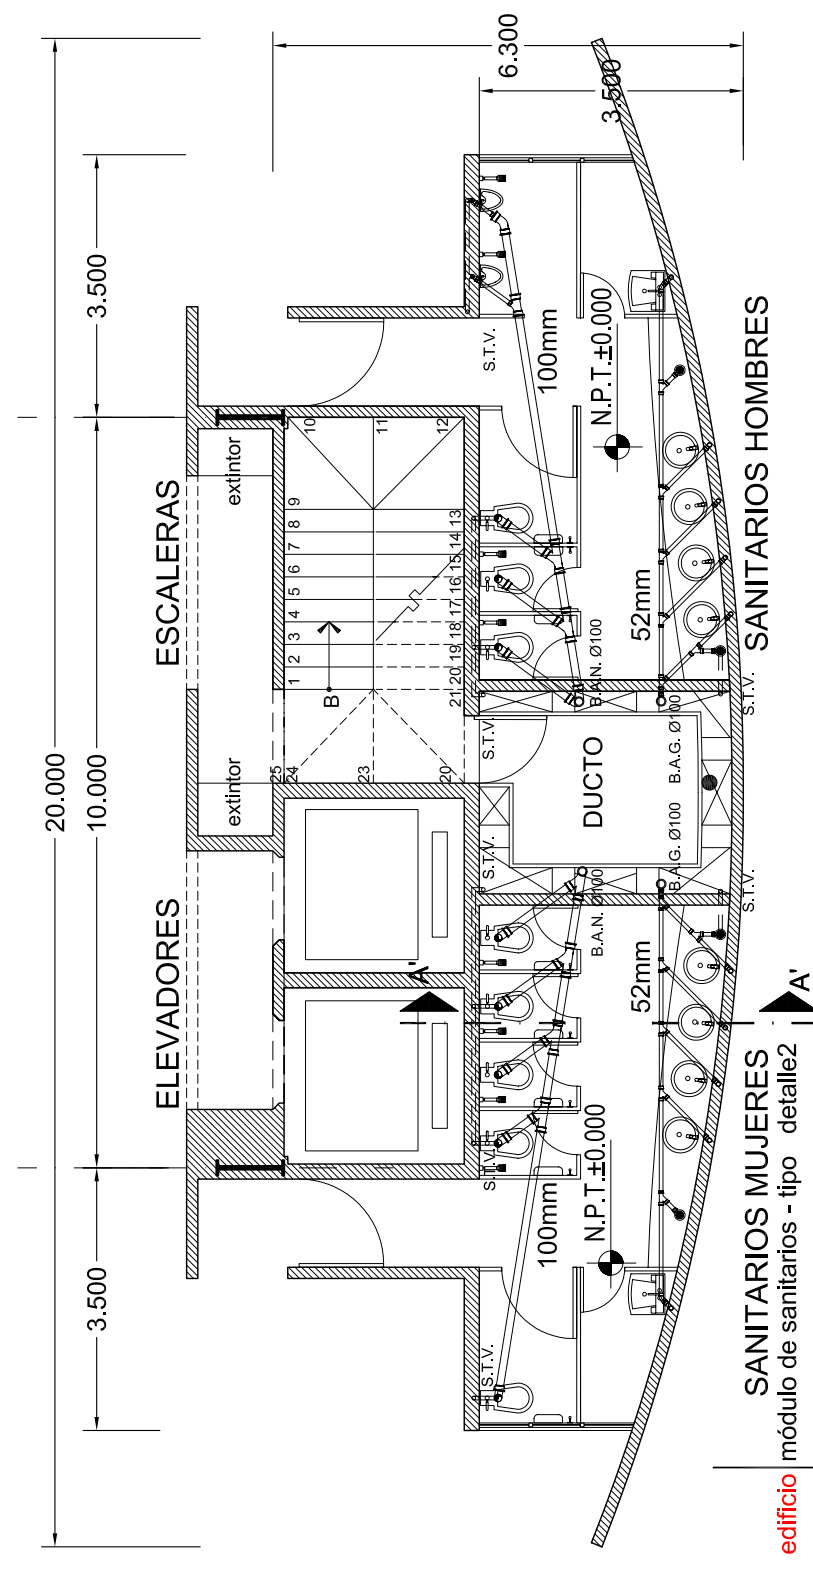 20.000
3.500
10.000
3.500
6.300
3.500
ELEVADORES
ESCALERAS
extintor
extintor
B
1
2
3
4
5
6
7
8
9
10
11
12
13
14
15
16
17
18
19
20
21
20
23
24
25
S.T.V.
S.T.V.
S.T.V.
S.T.V.
S.T.V.
S.T.V.
S.T.V.
100mm
N.P.T.±0.000
52mm
B.A.N. Ø100
B.A.G. Ø100
DUCTO
B.A.G. Ø100
B.A.N. Ø100
52mm
100mm
N.P.T.±0.000
A'
A'
SANITARIOS MUJERES
SANITARIOS HOMBRES
edificio módulo de sanitarios - tipo detalle2